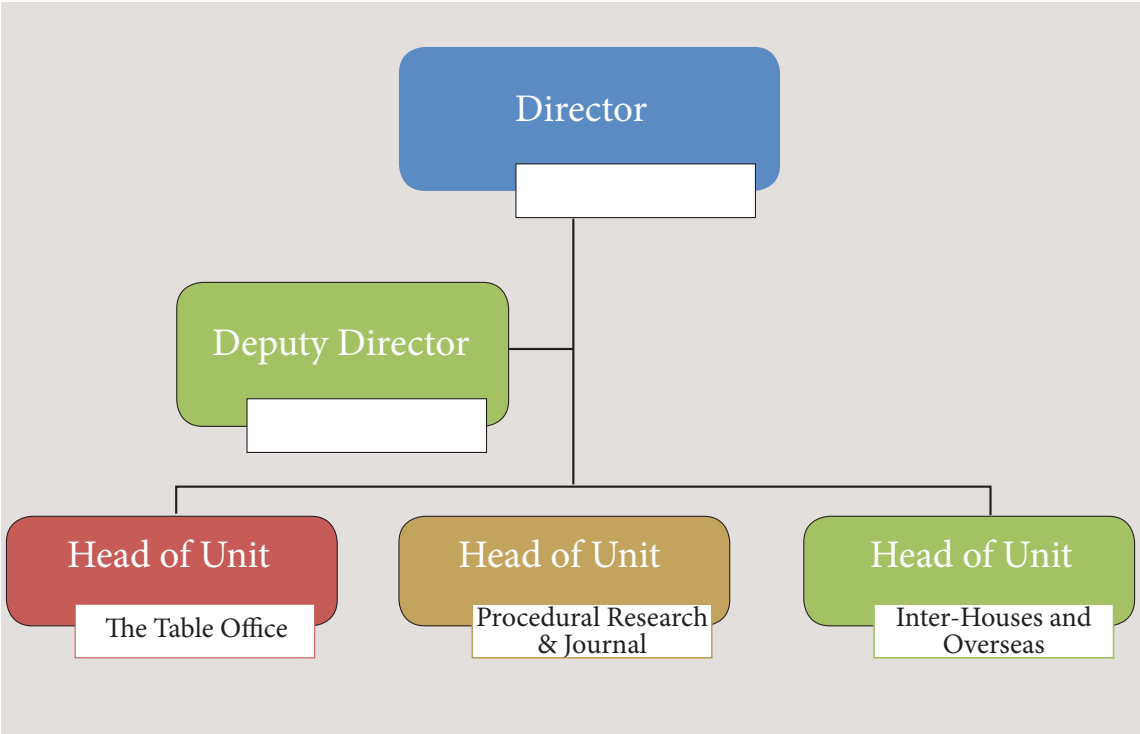 Director
Deputy Director
Head of Unit
The Table Office
Head of Unit
Procedural Research
& Journal
Head of Unit
Inter-Houses and
Overseas